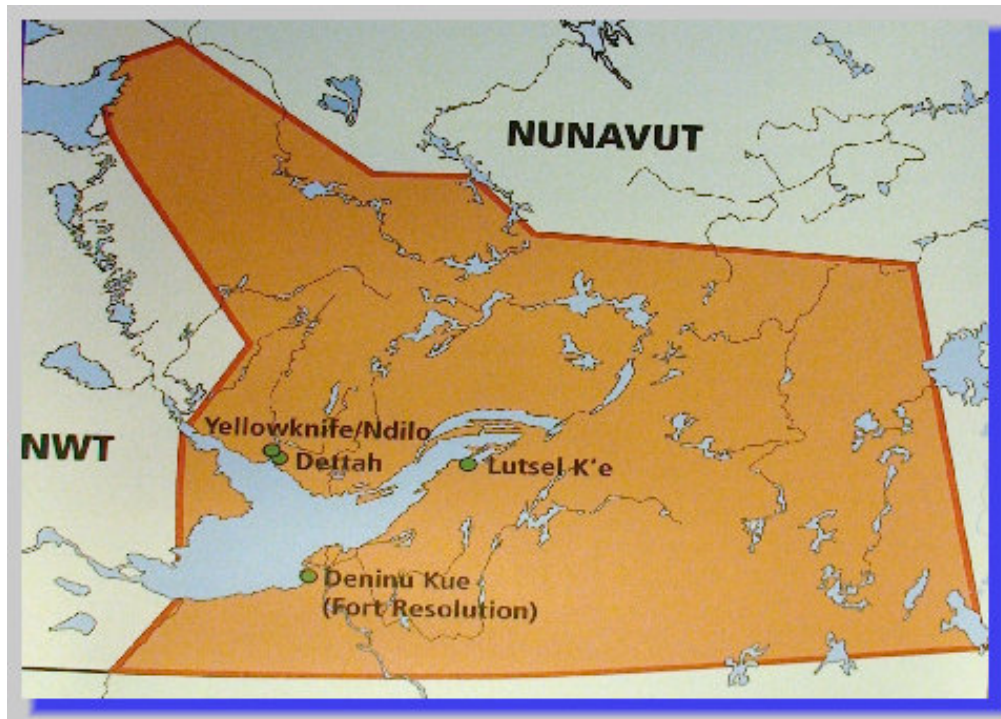 NUNAVUT
Yellowknife/Ndilo
NWT
Dettah
Lutsel K'e
Deninu Kue
(Fort Resolution)